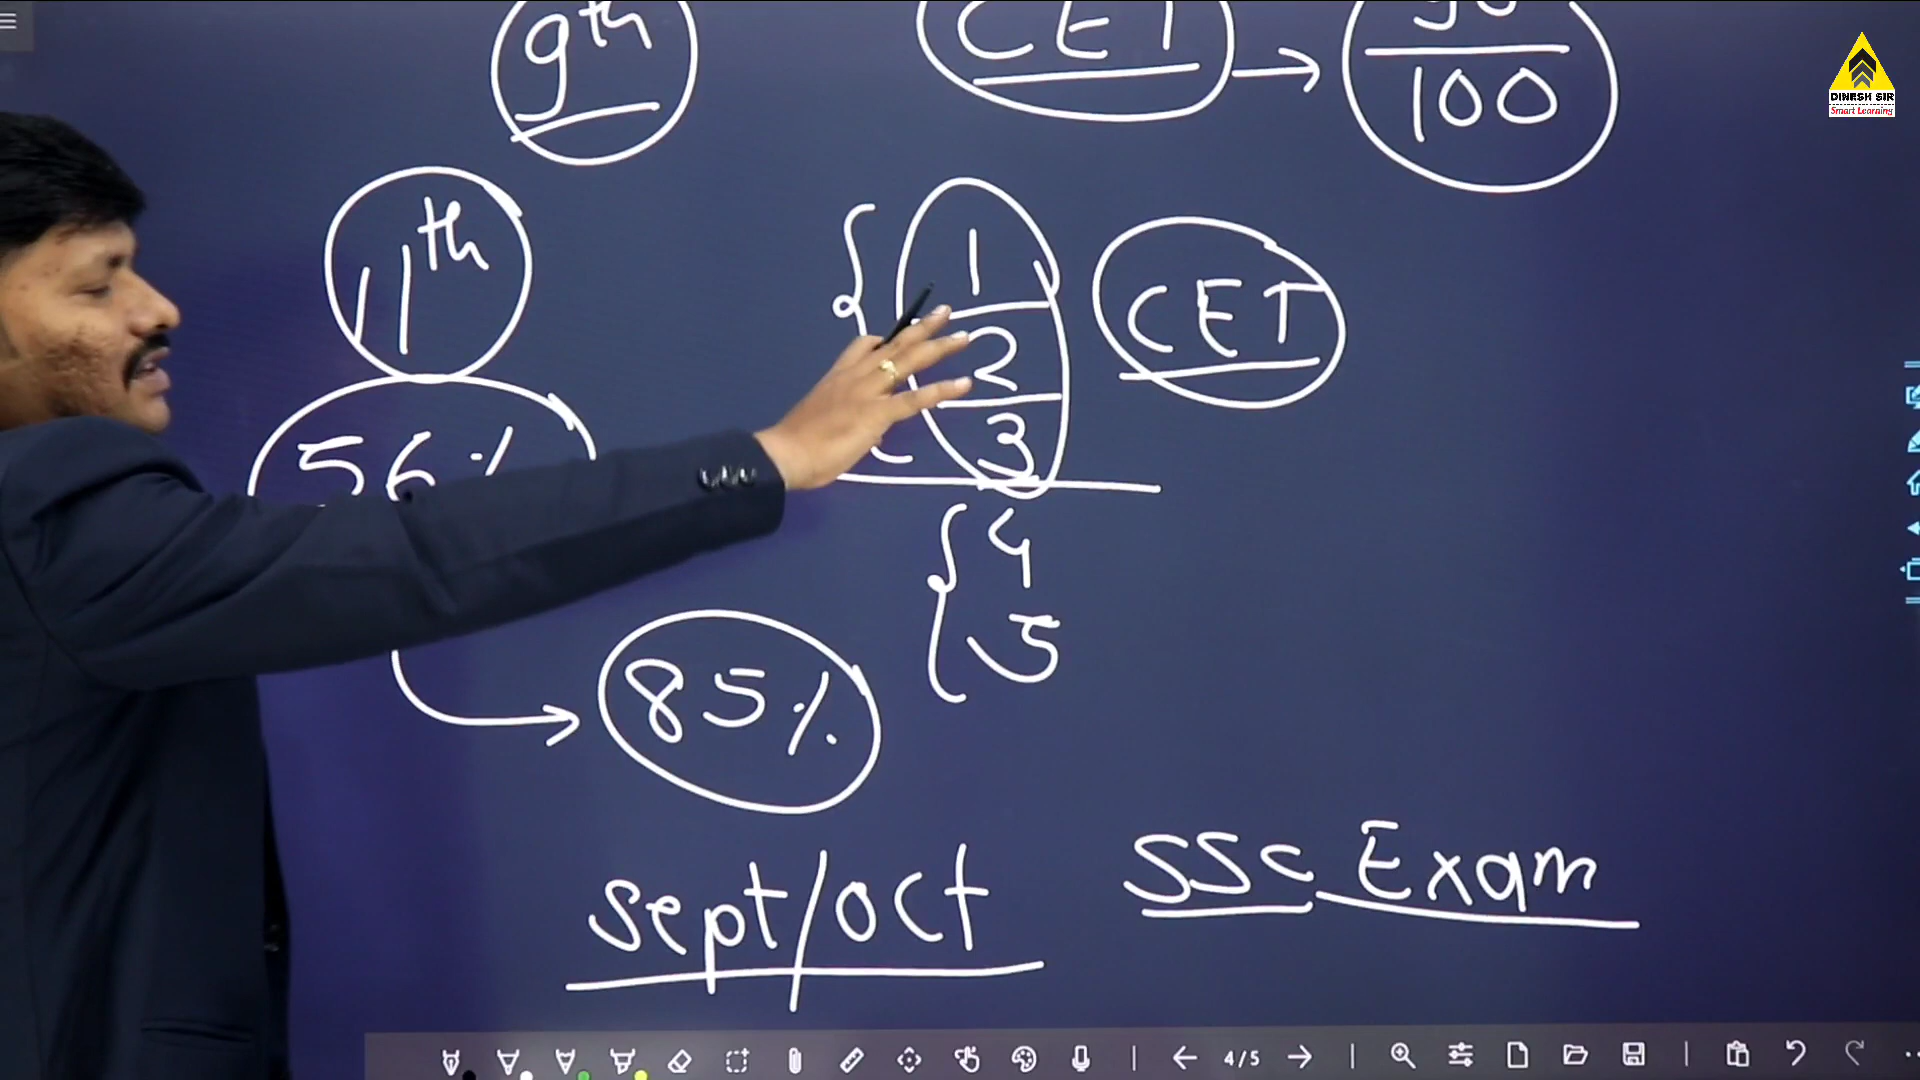 9th
CET
100
DINESH SIR
Smart Learning
11th
1
2
3
CET
56%
4
5
85%
Sept/Oct
SSC Exam
4/5